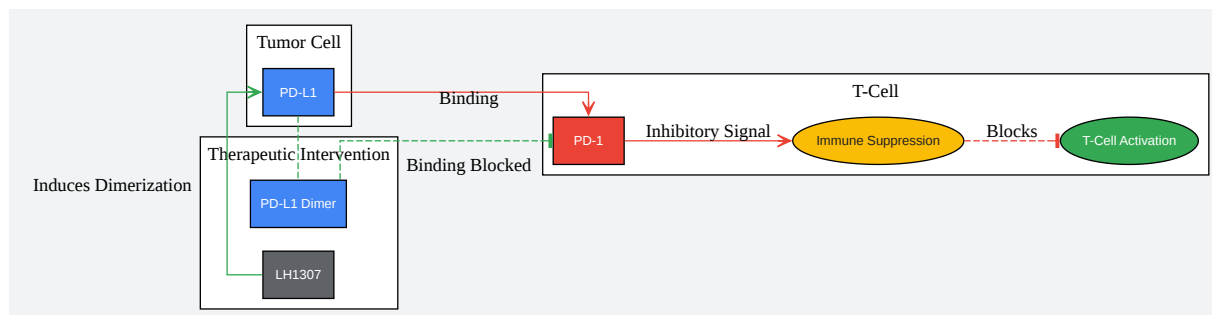 Tumor Cell
PD-L1
Binding
T-Cell
PD-1
Inhibitory Signal
Immune Suppression
Blocks
T-Cell Activation
Therapeutic Intervention
Binding Blocked
Induces Dimerization
PD-L1 Dimer
LH1307